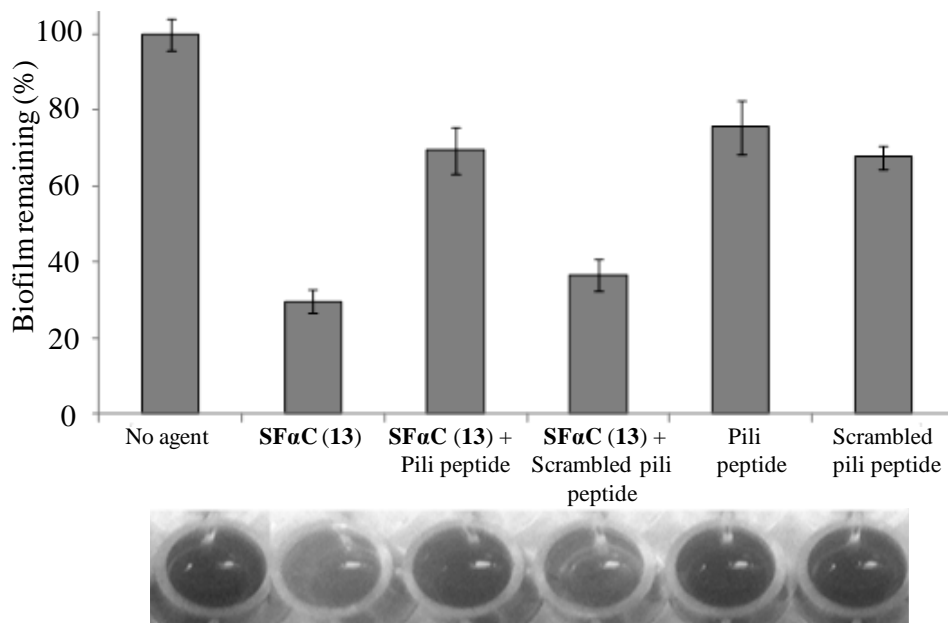 Biofilm remaining (%)
100
80
60
40
20
0
No agent
SFαC (13)
SFαC (13) +
Pili peptide
SFαC (13) +
Scrambled pili
peptide
Pili
peptide
Scrambled
pili peptide